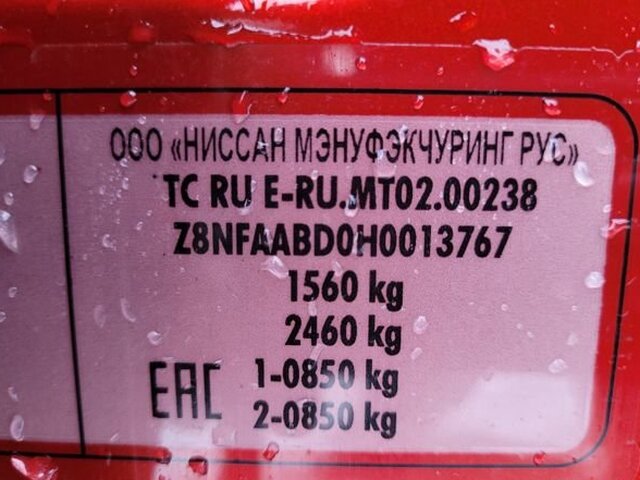 ООО «НИССАН МЭНУФЭКЧУРИНГ РУС»
TC RU E-RU.MT02.00238
Z8NFAABD0H0013767
1560 kg
2460 kg
1-0850 kg
EAC
2-0850 kg